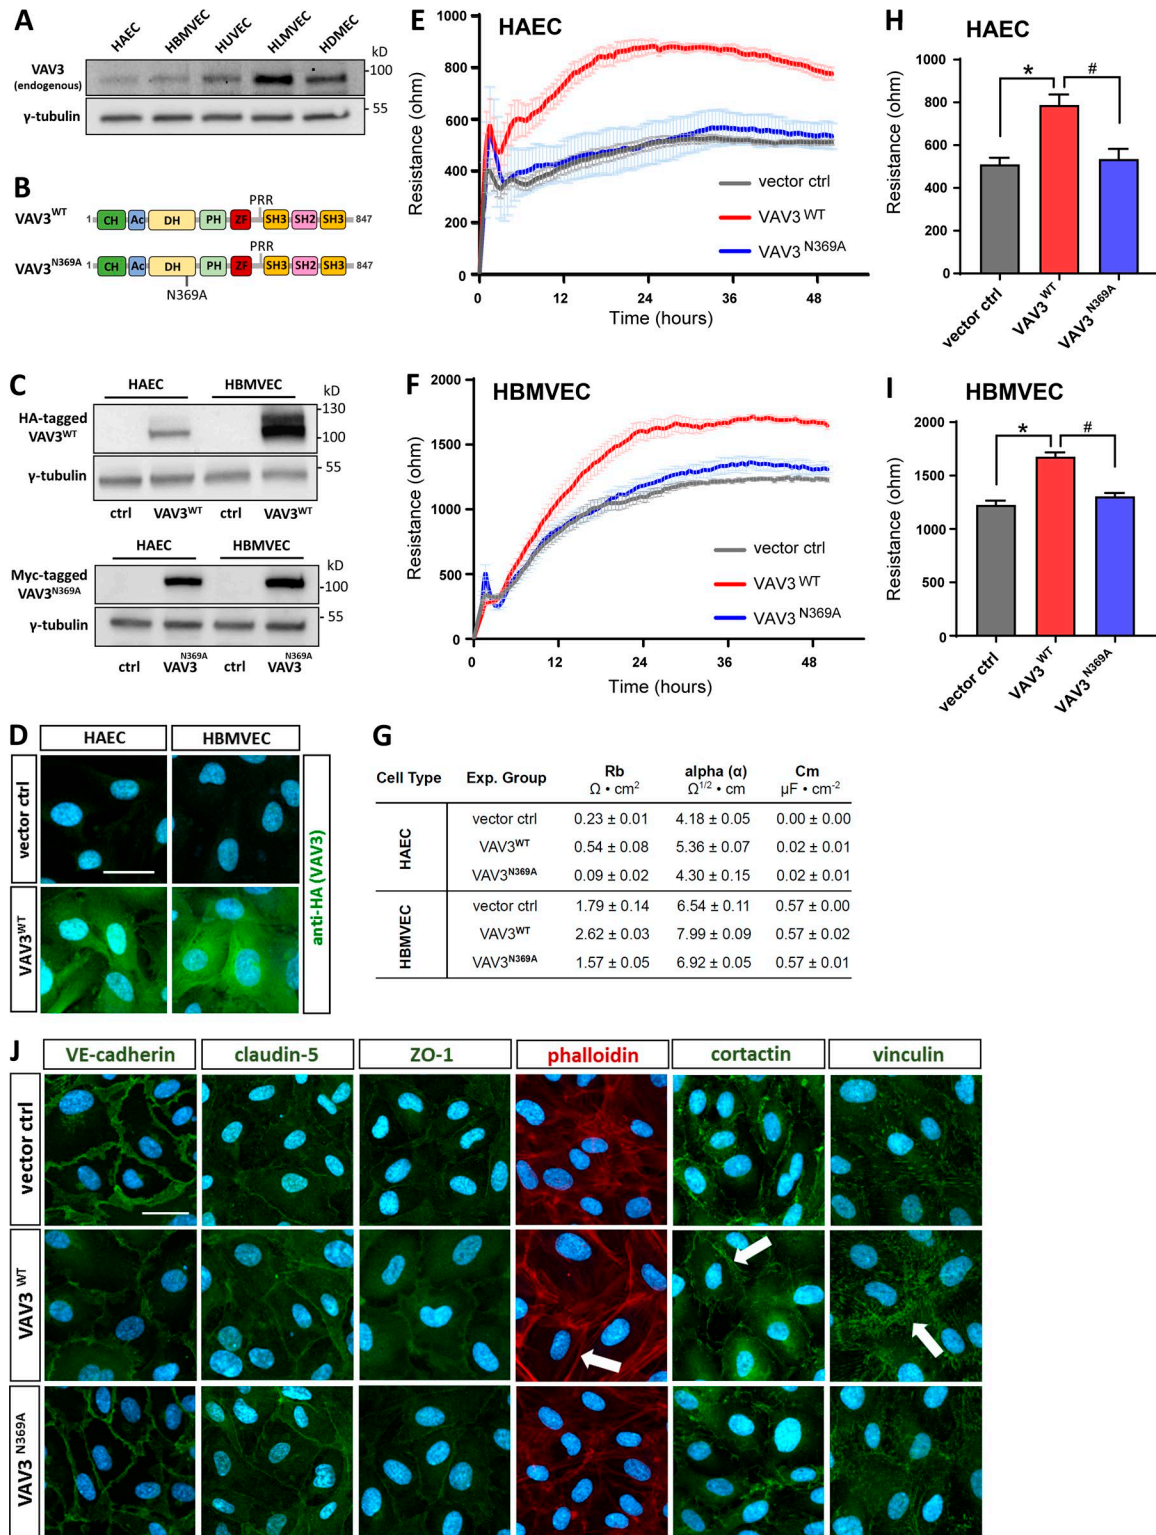 A
HAEC
HBMVEC
HUVEC
HLMVEC
HDMEC
kD
VAV3
(endogenous)
100
γ-tubulin
55
B
PRR
VAV3WT
1 CH Ac DH PH ZF SH3 SH2 SH3 847
PRR
VAV3N369A
1 CH Ac DH PH ZF SH3 SH2 SH3 847
N369A
C
HAEC HBMVEC kD
HA-tagged
VAV3WT
130
100
γ-tubulin
55
ctrl VAV3WT ctrl VAV3WT
HAEC HBMVEC
kD
Myc-tagged
VAV3N369A
100
γ-tubulin
55
ctrl VAV3N369A ctrl VAV3N369A
D
HAEC HBMVEC
vector ctrl
VAV3WT
anti-HA (VAV3)
E
HAEC
Resistance (ohm)
1000
800
600
400
200
0
vector ctrl
VAV3 WT
VAV3 N369A
0 12 24 36 48
Time (hours)
F
HBMVEC
Resistance (ohm)
2000
1500
1000
500
0
vector ctrl
VAV3 WT
VAV3 N369A
0 12 24 36 48
Time (hours)
G
Cell Type Exp. Group Rb alpha (α) Cm
Ω • cm2 Ω1/2 • cm µF • cm-2
HAEC
vector ctrl 0.23 ± 0.01 4.18 ± 0.05 0.00 ± 0.00
VAV3WT 0.54 ± 0.08 5.36 ± 0.07 0.02 ± 0.01
VAV3N369A 0.09 ± 0.02 4.30 ± 0.15 0.02 ± 0.01
HBMVEC
vector ctrl 1.79 ± 0.14 6.54 ± 0.11 0.57 ± 0.00
VAV3WT 2.62 ± 0.03 7.99 ± 0.09 0.57 ± 0.02
VAV3N369A 1.57 ± 0.05 6.92 ± 0.05 0.57 ± 0.01
H
HAEC
Resistance (ohm)
1000
800
600
400
200
0
* #
vector ctrl
VAV3 WT
VAV3 N369A
I
HBMVEC
Resistance (ohm)
2000
1500
1000
500
0
* #
vector ctrl
VAV3 WT
VAV3 N369A
J
VE-cadherin claudin-5 ZO-1 phalloidin cortactin vinculin
vector ctrl
VAV3 WT
VAV3 N369A